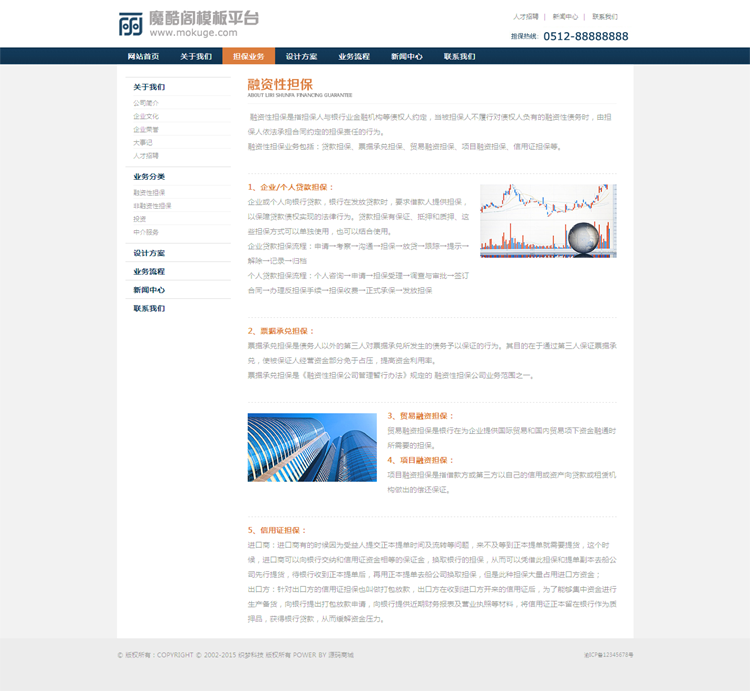 魔酷阁模板平台
www.mokuge.com
人才招聘 | 新闻中心 | 联系我们
担保热线: 0512-88888888
网站首页 关于我们 担保业务 设计方案 业务流程 新闻中心 联系我们
关于我们
公司简介
企业文化
企业荣誉
大事记
人才招聘
业务分类
融资性担保
非融资性担保
投资
中介服务
设计方案
业务流程
新闻中心
联系我们
融资性担保
融资性担保是指担保人与银行业金融机构等债权人约定，当被担保人不履行对债权人负有的融资性债务时，由担
保人依法承担合同约定的担保责任的行为。
融资性担保业务包括：贷款担保、票据承兑担保、贸易融资担保、项目融资担保、信用证担保等。
1、企业/个人贷款担保：
企业或个人向银行贷款，银行在发放贷款时，要求借款人提供担保，
以保障贷款债权实现的法律行为。贷款担保有保证、抵押和质押，这
些担保方式可以单独使用，也可以结合使用。
企业贷款担保流程：申请→考察→沟通→担保→放贷→跟踪→提示→
解除→记录→归档
个人贷款担保流程：个人咨询→申请→担保受理→调查与审批→签订
合同→办理反担保手续→担保收费→正式承保→发放担保
2、票据承兑担保：
票据承兑担保是债务人以外的第三人对票据承兑所发生的债务予以保证的行为。其目的在于通过第三人保证票据承
兑，使被保证人经营资金部分免于占压，提高资金利用率。
票据承兑担保是《融资性担保公司管理暂行办法》规定的 融资性担保公司业务范围之一。
3、贸易融资担保：
贸易融资担保是银行在为企业提供国际贸易和国内贸易项下资金融通时
所需要的担保。
4、项目融资担保：
项目融资担保是指借款方或第三方以自己的信用或资产向贷款或租赁机
构做出的偿还保证。
5、信用证担保：
进口商：进口商有的时候因为受益人提交正本提单时间及流转等问题，来不及等到正本提单就需要提货，这个时
候，进口商可以向银行交纳和信用证资金相等的保证金，换取银行的担保，从而可以凭借此担保和提单副本去船公
司先行提货，待银行收到正本提单后，再用正本提单去船公司换取担保，但是此种担保大量占用进口方资金；
出口方：针对出口方的信用证担保也叫做打包放款，出口方在收到进口方开来的信用证后，为了能够集中资金进行
生产备货，向银行提出打包放款申请，向银行提供近期财务报表及营业执照等材料，将信用证正本留在银行作为质
押品，获得银行贷款，从而缓解资金压力。
© 版权所有：COPYRIGHT © 2002-2015 织梦科技 版权所有 POWER BY 源码商城
渝ICP备12345678号